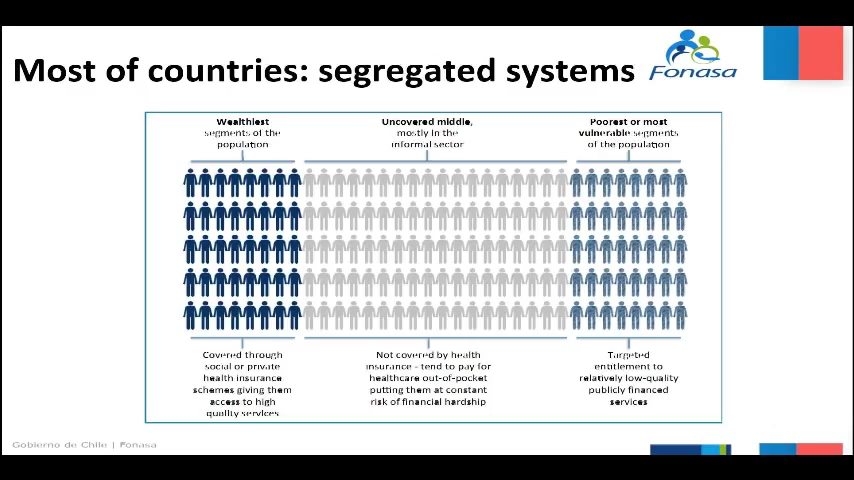 Most of countries: segregated systems
Fonasa
Wealthiest
segments of the
population
Uncovered middle,
mostly in the
informal sector
Poorest or most
vulnerable segments
of the population
Covered through
social or private
health insurance
schemes giving them
access to high
quality services
Not covered by health
insurance - tend to pay for
healthcare out-of-pocket
putting them at constant
risk of financial hardship
Targeted
entitlement to
relatively low-quality
publicly financed
services
Gobierno de Chile | Fonasa